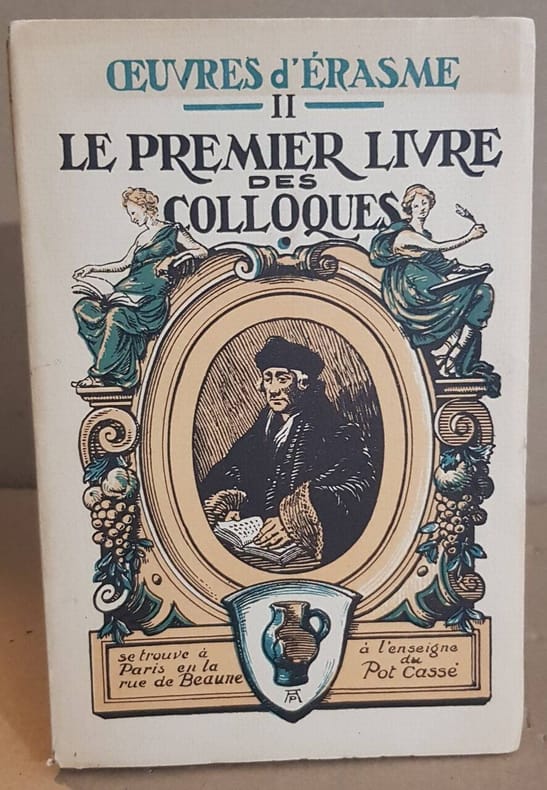 ŒUVRES d'ÉRASME
II
LE PREMIER LIVRE
DES
COLLOQUES
se trouve à
Paris en la
rue de Beaune
à l'enseigne
du
Pot Cassé